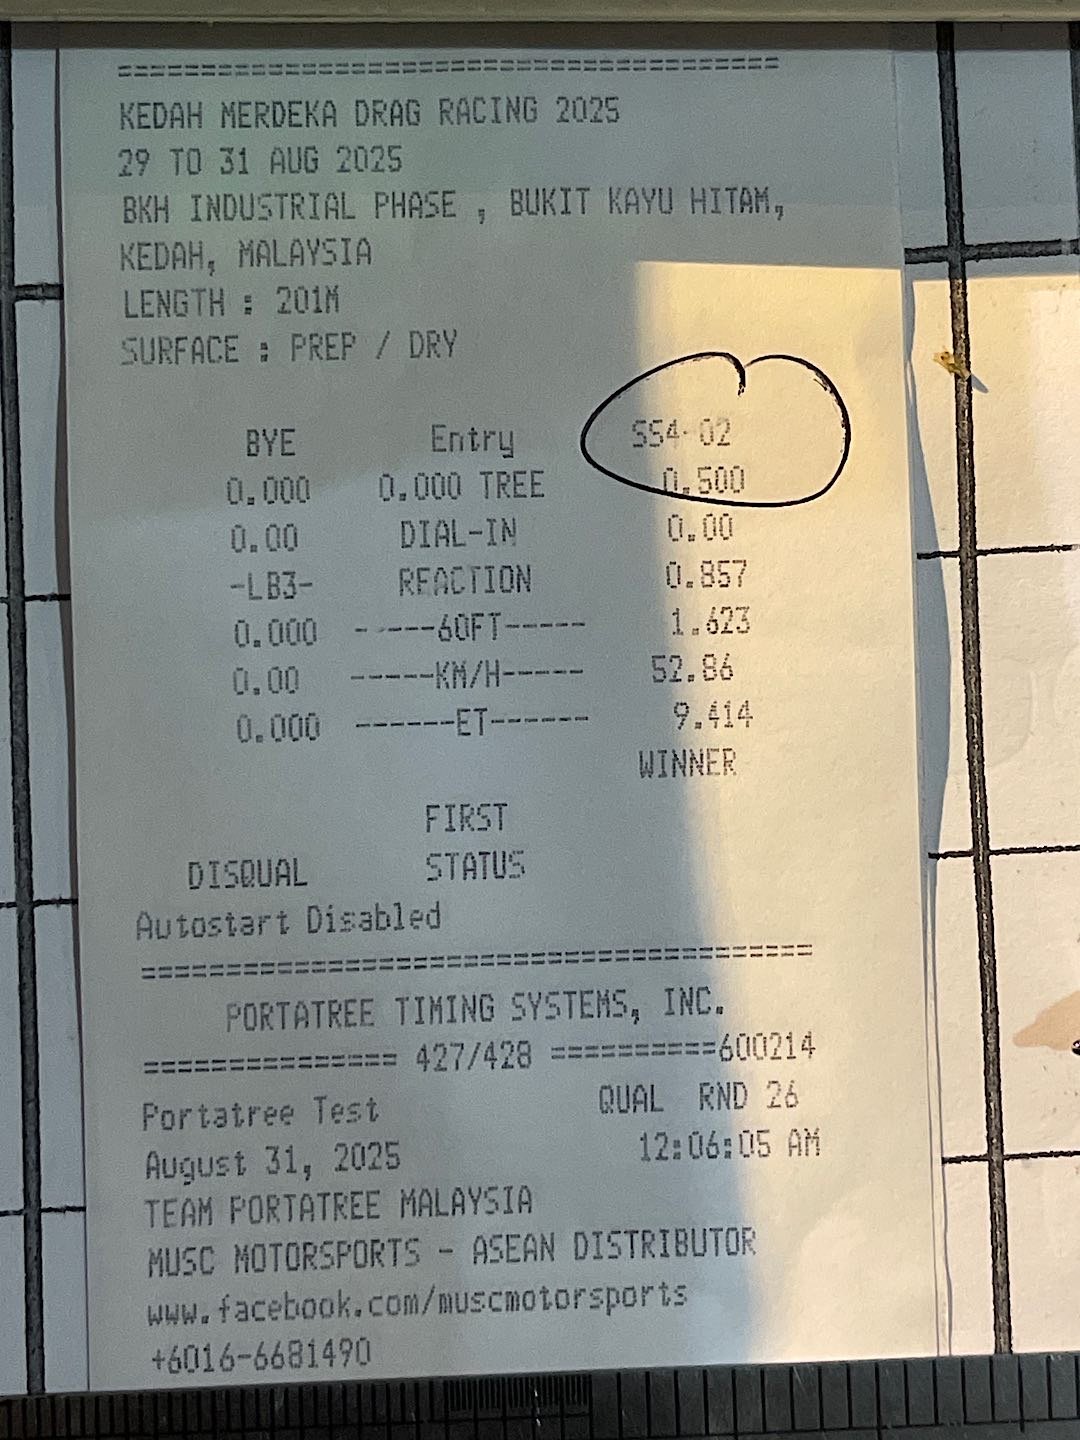 =======================================
KEDAH MERDEKA DRAG RACING 2025
29 TO 31 AUG 2025
BKH INDUSTRIAL PHASE , BUKIT KAYU HITAM,
KEDAH, MALAYSIA
LENGTH : 201M
SURFACE : PREP / DRY
BYE Entry SS4-02
0.000 0.000 TREE 0.500
0.00 DIAL-IN 0.00
-LB3- REACTION 0.857
0.000 -----60FT----- 1.623
0.00 -----KM/H----- 52.86
0.000 ------ET------ 9.414
WINNER
FIRST
DISQUAL STATUS
Autostart Disabled
=======================================
PORTATREE TIMING SYSTEMS, INC.
=============== 427/428 ==========600214
Portatree Test QUAL RND 26
August 31, 2025 12:06:05 AM
TEAM PORTATREE MALAYSIA
MUSC MOTORSPORTS - ASEAN DISTRIBUTOR
www.facebook.com/muscmotorsports
+6016-6681490